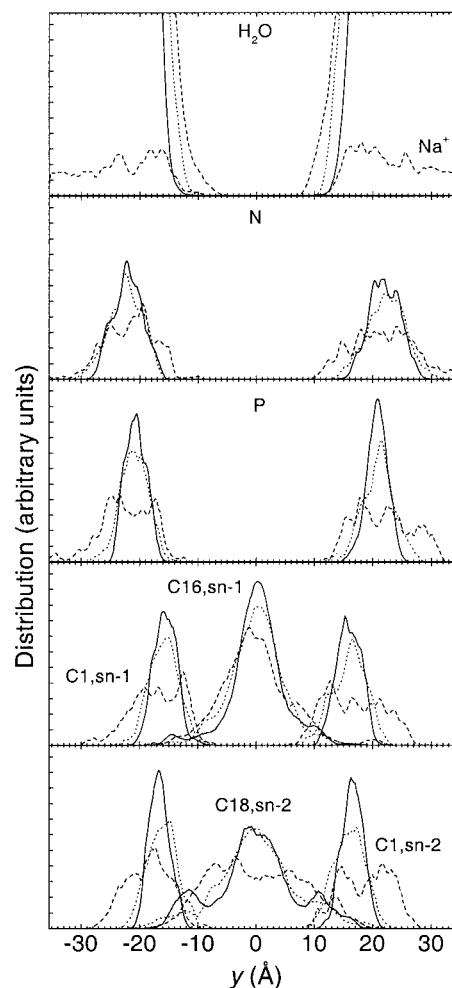 H₂O
Na⁺
N
P
C16,sn-1
C1,sn-1
C18,sn-2
C1,sn-2
-30 -20 -10 0 10 20 30
y (Å)
Distribution (arbitrary units)